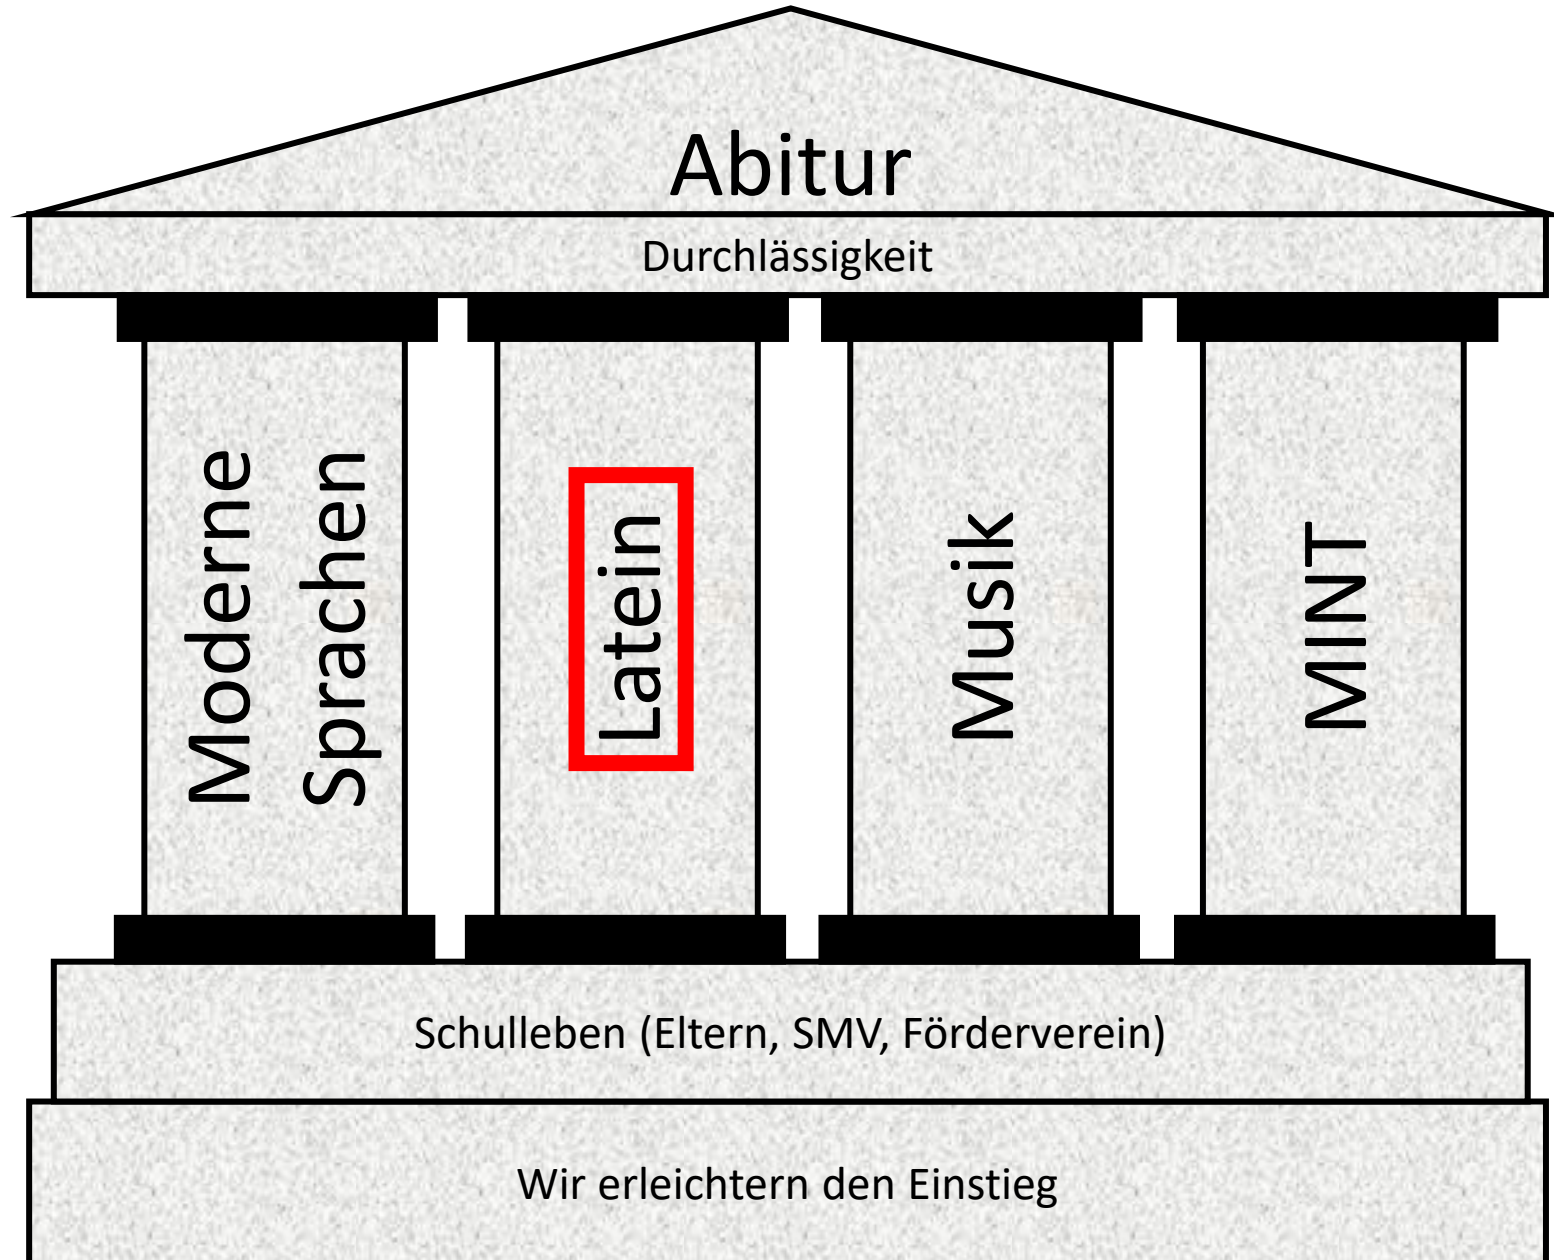 Abitur
Durchlässigkeit
Moderne
Sprachen
Latein
Musik
MINT
Schulleben (Eltern, SMV, Förderverein)
Wir erleichtern den Einstieg